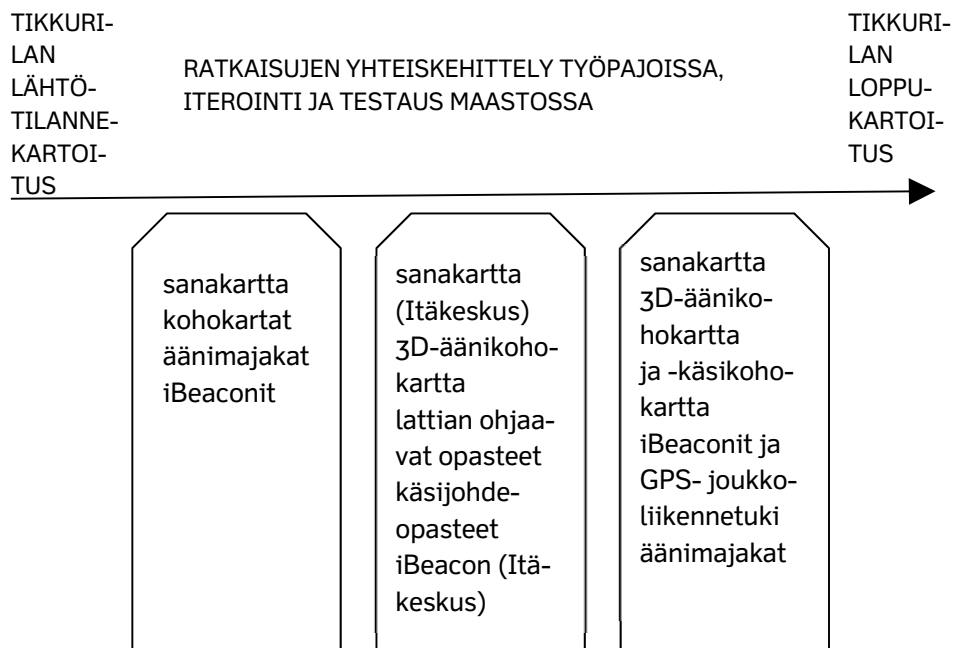 TIKKURI-
LAN
LÄHTÖ-
TILANNE-
KARTOI-
TUS
RATKAISUJEN YHTEISKEHITTELY TYÖPAJOISSA,
ITEROINTI JA TESTAUS MAASTOSSA
TIKKURI-
LAN
LOPPU-
KARTOI-
TUS
sanakartta
kohokartat
äänimajakat
iBeaconit
sanakartta
(Itäkeskus)
3D-äänikoho-
kartta
lattian ohjaa-
vat opasteet
käsijohde-
opasteet
iBeacon (Itä-
keskus)
sanakartta
3D-ääniko-
hokartta
ja -käsikoho-
kartta
iBeaconit ja
GPS- joukko-
liikennetuki
äänimajakat